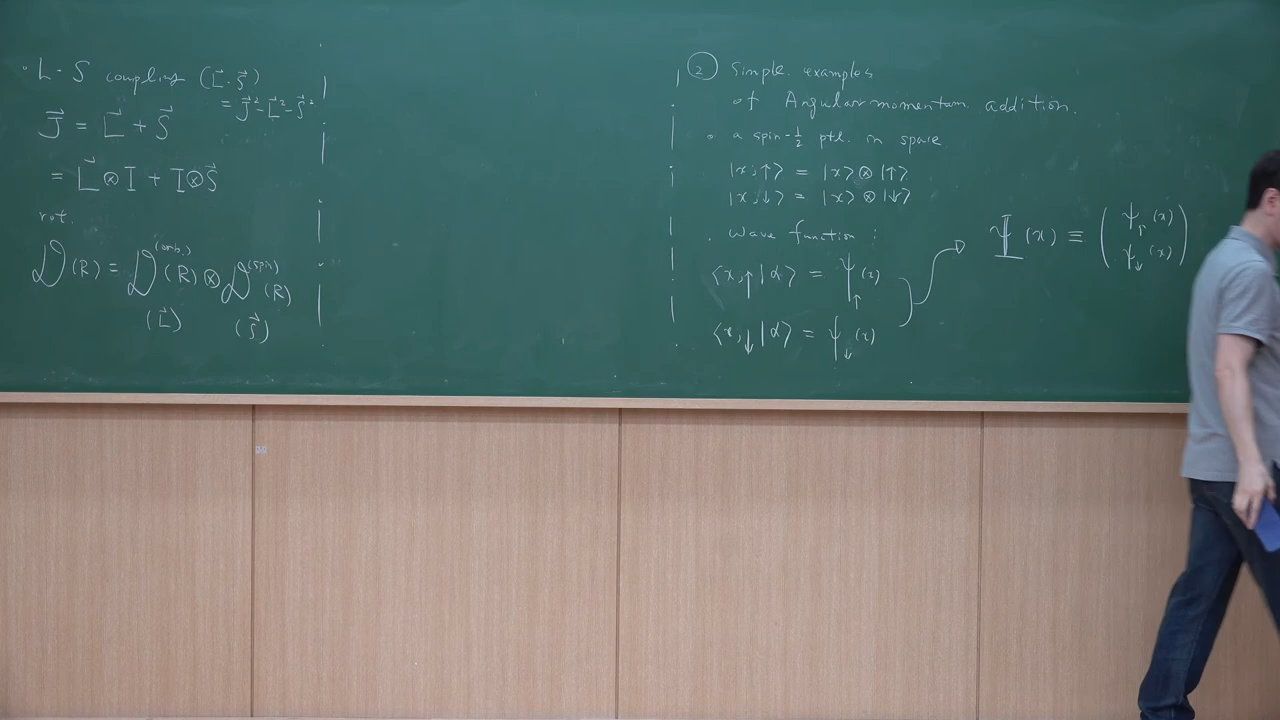 · L·S coupling (L⃗·S⃗)
= J⃗² - L⃗² - S⃗²
J⃗ = L⃗ + S⃗
= L⃗⊗I + I⊗S⃗
rot.
𝒟(R) = 𝒟^(orb.)(R) ⊗ 𝒟^(spin)(R)
(L⃗) (S⃗)
② Simple examples
of Angular momentum addition.
∘ a spin-1/2 ptl. in space
|x;↑⟩ = |x⟩⊗|↑⟩
|x;↓⟩ = |x⟩⊗|↓⟩
. wave function :
⟨x,↑|α⟩ = ψ↑(x)
⟨x,↓|α⟩ = ψ↓(x)
Ψ(x) ≡ ( ψ↑(x)
ψ↓(x) )